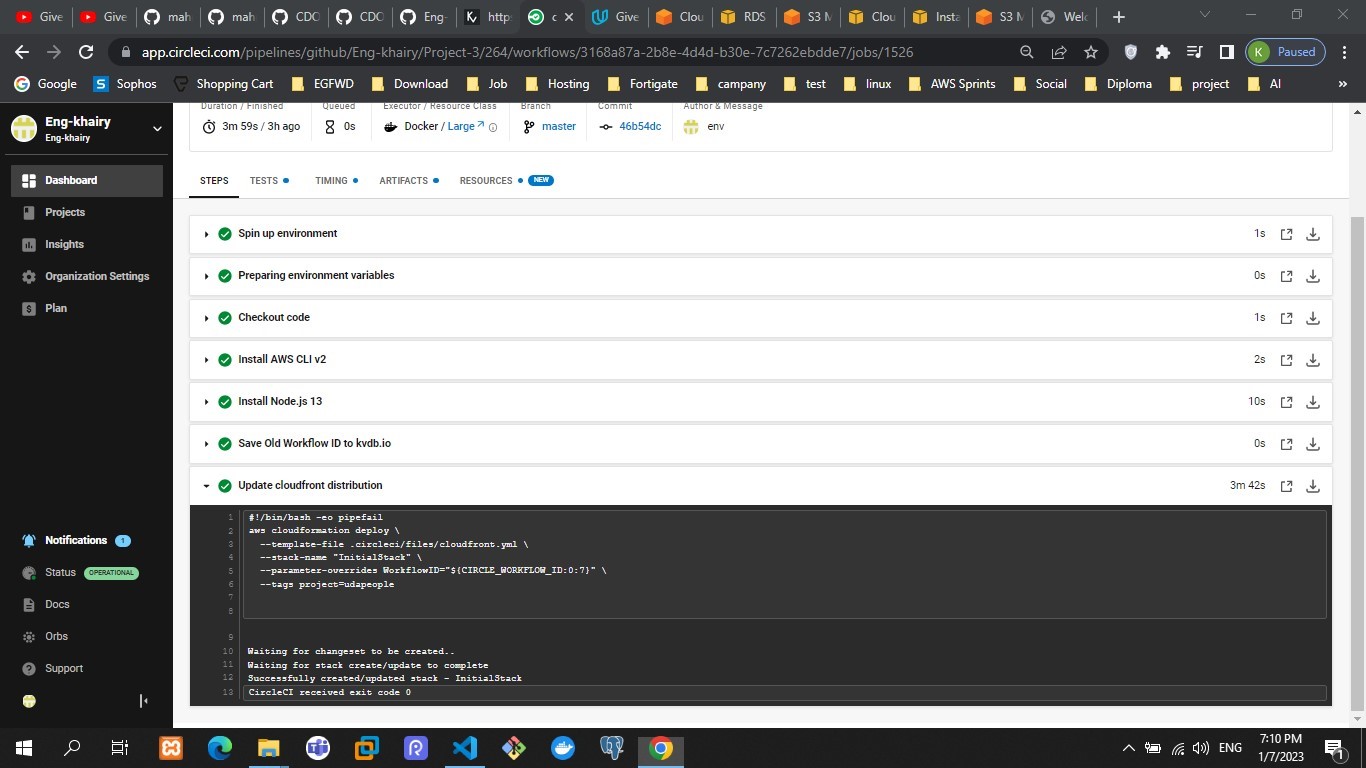 Give
Give
mah
mah
CDO
CDO
Eng-
http:
c
Give
Clou
RDS
S3 M
Clou
Insta
S3 M
Welc
app.circleci.com/pipelines/github/Eng-khairy/Project-3/264/workflows/3168a87a-2b8e-4d4d-b30e-7c7262ebdde7/jobs/1526
K Paused
Google Sophos Shopping Cart EGFWD Download Job Hosting Fortigate campany test linux AWS Sprints Social Diploma project AI »
Eng-khairy
Eng-khairy
Dashboard
Projects
Insights
Organization Settings
Plan
Notifications 1
Status OPERATIONAL
Docs
Orbs
Support
Duration / Finished Queued Executor / Resource Class Branch Commit Author & Message
3m 59s / 3h ago 0s Docker / Large master 46b54dc env
STEPS TESTS TIMING ARTIFACTS RESOURCES NEW
Spin up environment 1s
Preparing environment variables 0s
Checkout code 1s
Install AWS CLI v2 2s
Install Node.js 13 10s
Save Old Workflow ID to kvdb.io 0s
Update cloudfront distribution 3m 42s
1 #!/bin/bash -eo pipefail
2 aws cloudformation deploy \
3 --template-file .circleci/files/cloudfront.yml \
4 --stack-name "InitialStack" \
5 --parameter-overrides WorkflowID="${CIRCLE_WORKFLOW_ID:0:7}" \
6 --tags project=udapeople
7
8
9
10 Waiting for changeset to be created..
11 Waiting for stack create/update to complete
12 Successfully created/updated stack - InitialStack
13 CircleCI received exit code 0
ENG
7:10 PM
1/7/2023
1